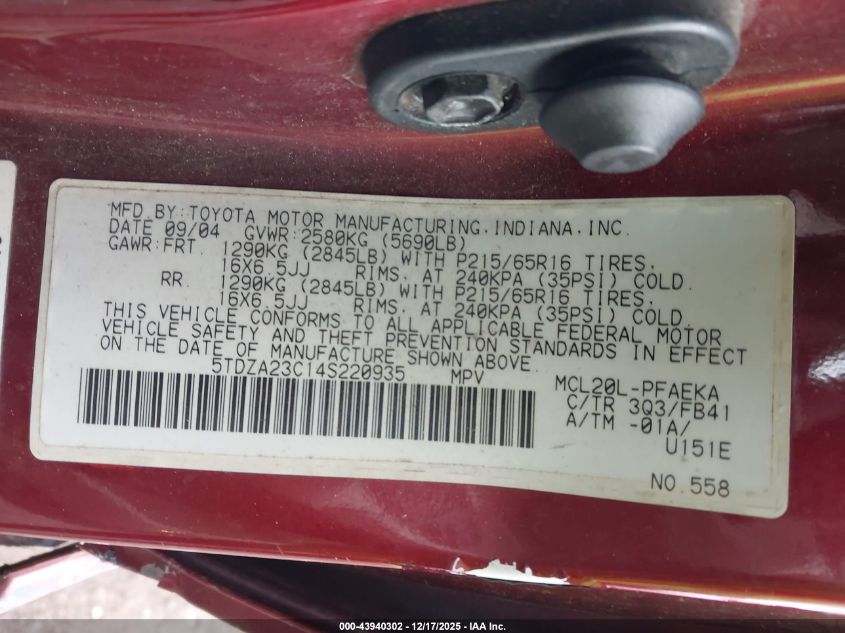 MFD.BY:TOYOTA MOTOR MANUFACTURING,INDIANA,INC.
DATE 09/04 GVWR:2580KG (5690LB)
GAWR:FRT. 1290KG (2845LB) WITH P215/65R16 TIRES,
16X6.5JJ RIMS, AT 240KPA (35PSI) COLD.
RR. 1290KG (2845LB) WITH P215/65R16 TIRES,
16X6.5JJ RIMS, AT 240KPA (35PSI) COLD.
THIS VEHICLE CONFORMS TO ALL APPLICABLE FEDERAL MOTOR
VEHICLE SAFETY AND THEFT PREVENTION STANDARDS IN EFFECT
ON THE DATE OF MANUFACTURE SHOWN ABOVE.
5TDZA23C14S220935 MPV
MCL20L-PFAEKA
C/TR 3Q3/FB41
A/TM -01A/
U151E
NO.558
000-43940302 - 12/17/2025 - IAA Inc.